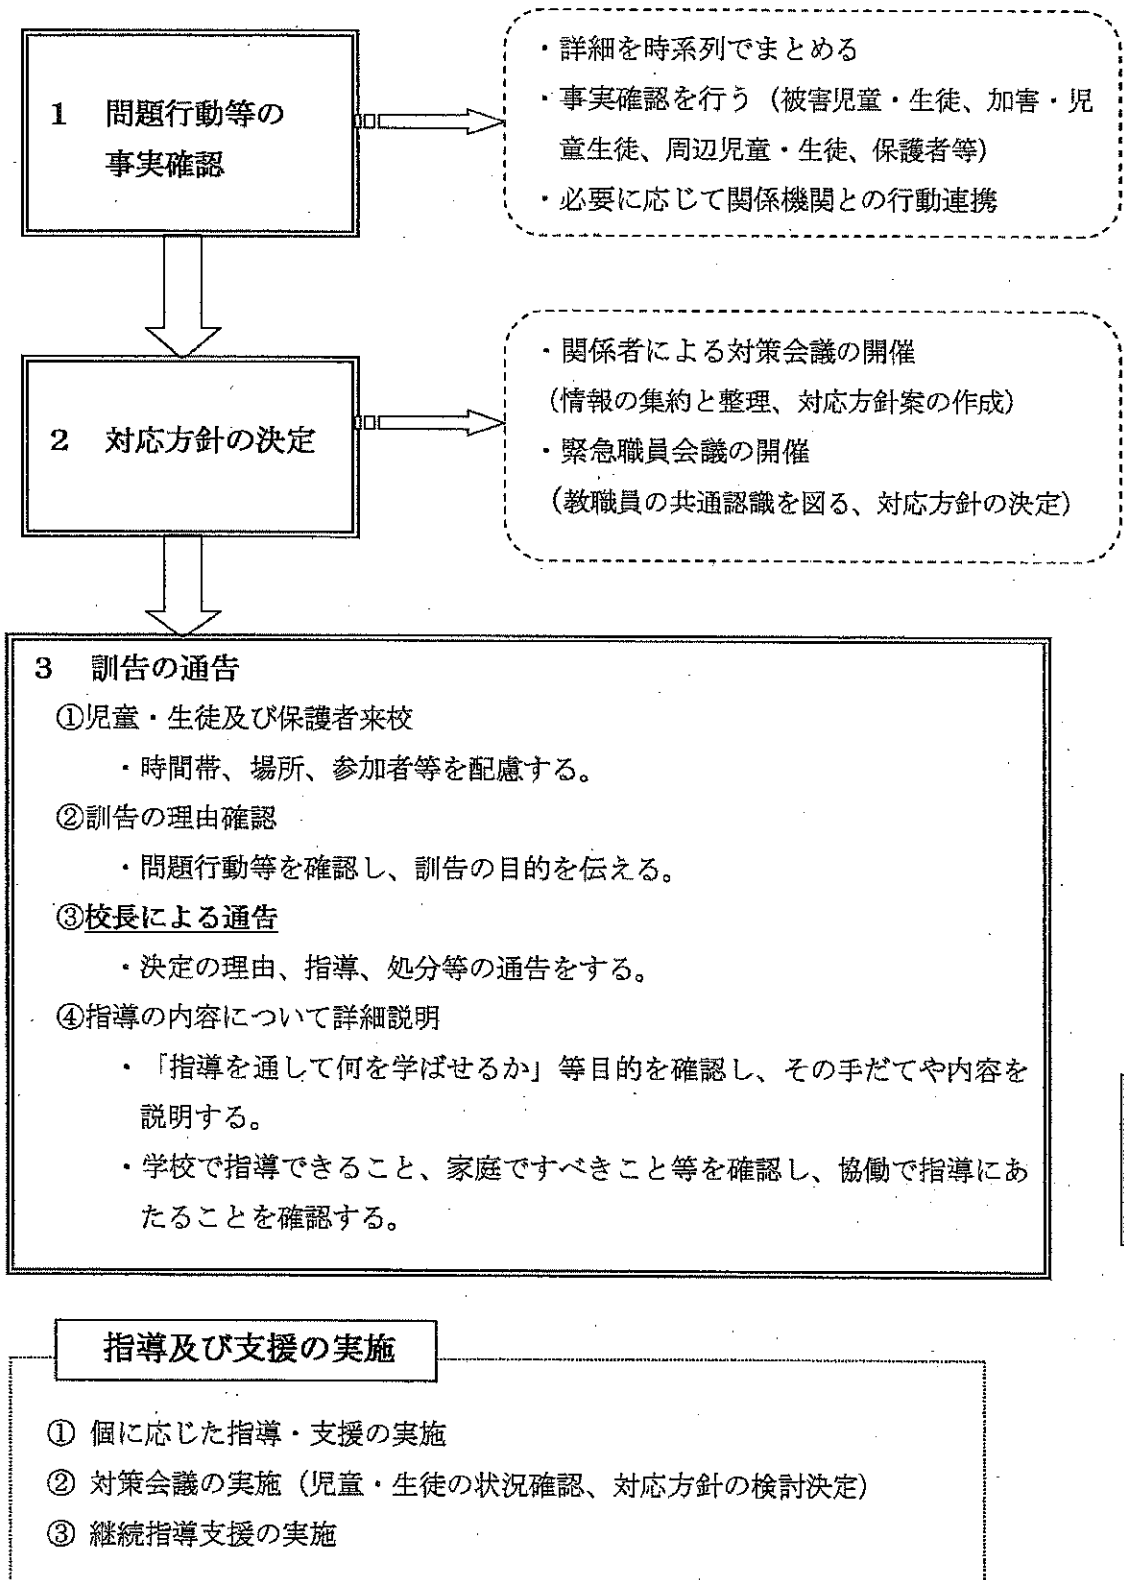 1 問題行動等の
事実確認
・詳細を時系列でまとめる
・事実確認を行う（被害児童・生徒、加害・児
童生徒、周辺児童・生徒、保護者等）
・必要に応じて関係機関との行動連携
2 対応方針の決定
・関係者による対策会議の開催
（情報の集約と整理、対応方針案の作成）
・緊急職員会議の開催
（教職員の共通認識を図る、対応方針の決定）
3 訓告の通告
①児童・生徒及び保護者来校
・時間帯、場所、参加者等を配慮する。
②訓告の理由確認
・問題行動等を確認し、訓告の目的を伝える。
③校長による通告
・決定の理由、指導、処分等の通告をする。
④指導の内容について詳細説明
・「指導を通して何を学ばせるか」等目的を確認し、その手だてや内容を
説明する。
・学校で指導できること、家庭ですべきこと等を確認し、協働で指導にあ
たることを確認する。
指導及び支援の実施
① 個に応じた指導・支援の実施
② 対策会議の実施（児童・生徒の状況確認、対応方針の検討決定）
③ 継続指導支援の実施